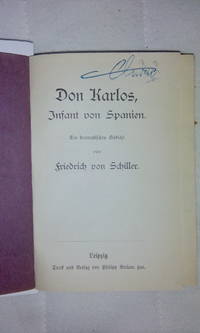 Don Karlos,
Infant von Spanien.
Ein dramatisches Gedicht
von
Friedrich von Schiller.
Leipzig
Druck und Verlag von Philipp Reclam jun.